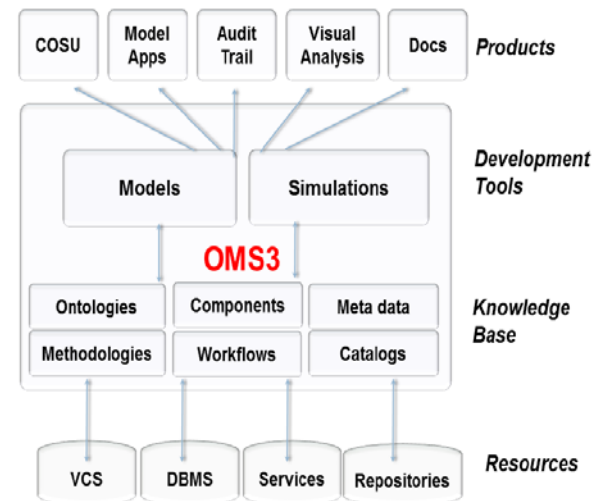 COSU
Model
Apps
Audit
Trail
Visual
Analysis
Docs
Products
Models
Simulations
Development
Tools
OMS3
Ontologies
Components
Meta data
Methodologies
Workflows
Catalogs
Knowledge
Base
VCS
DBMS
Services
Repositories
Resources